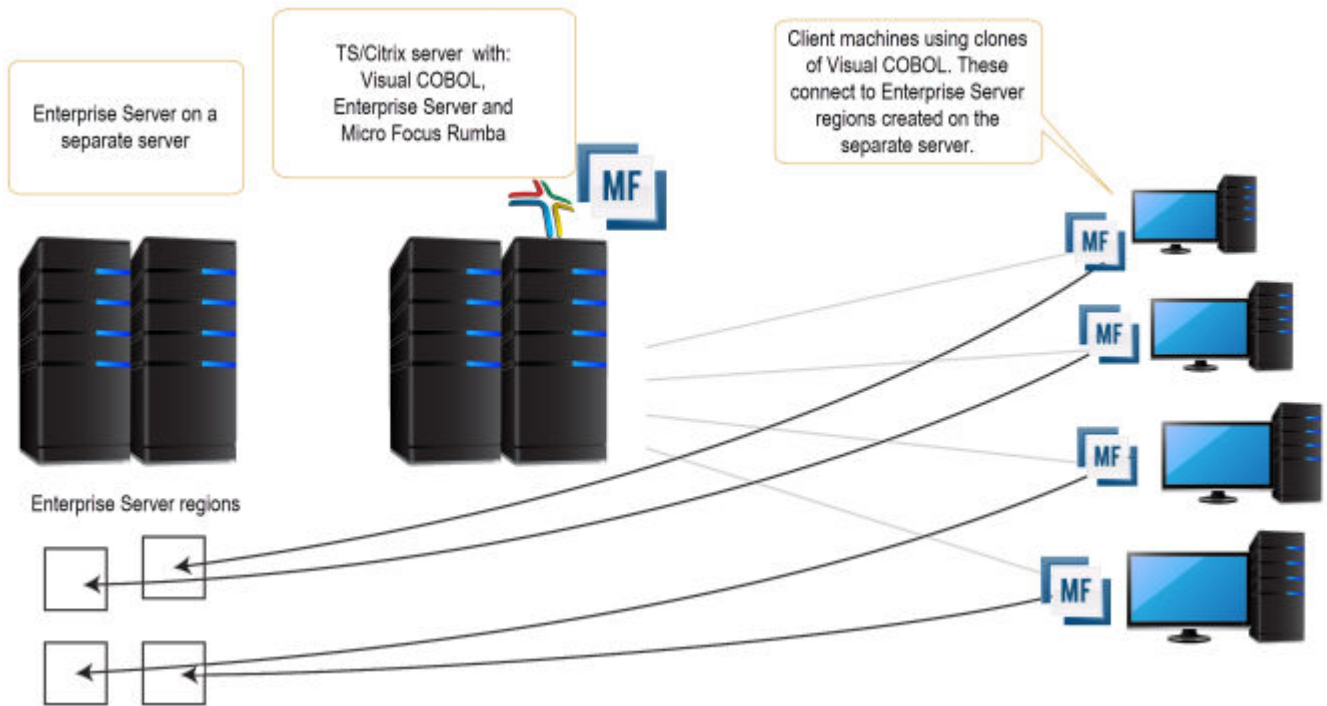 Enterprise Server on a
separate server
TS/Citrix server with:
Visual COBOL,
Enterprise Server and
Micro Focus Rumba
Client machines using clones
of Visual COBOL. These
connect to Enterprise Server
regions created on the
separate server.
MF
MF
MF
MF
MF
Enterprise Server regions